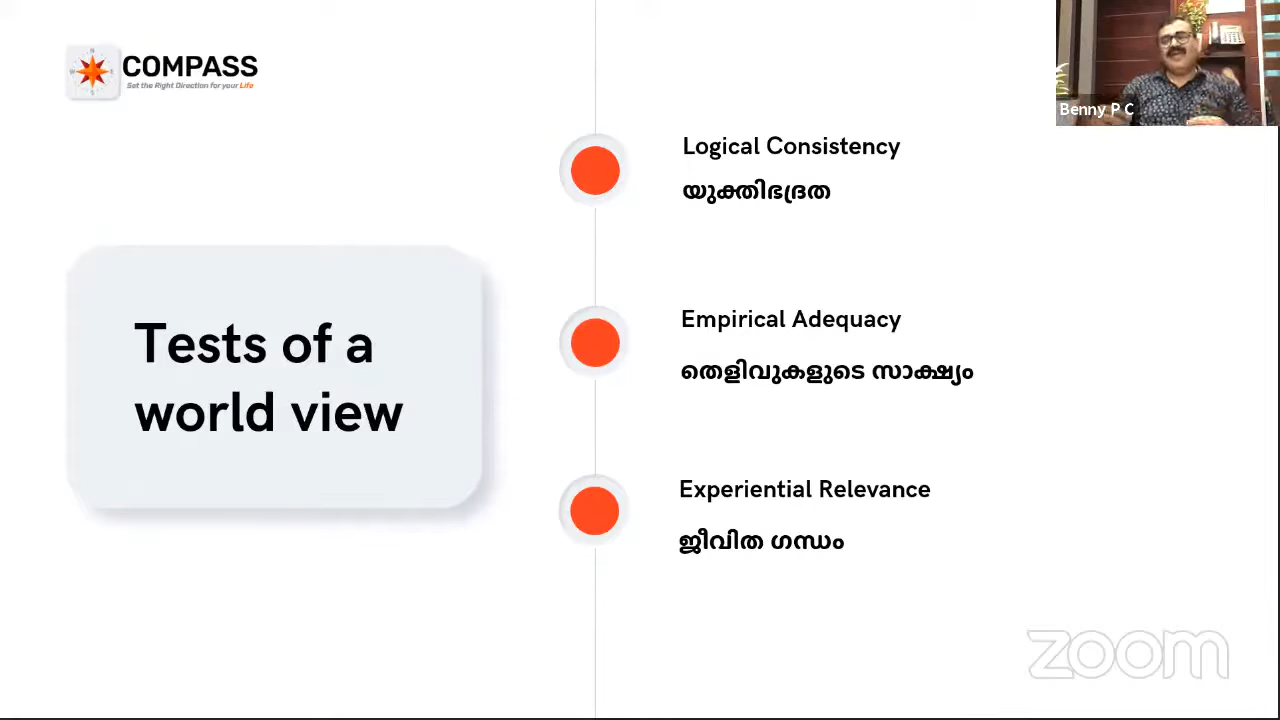 COMPASS
Set the Right Direction for your Life
Benny P C
Logical Consistency
യുക്തിഭദ്രത
Tests of a
world view
Empirical Adequacy
തെളിവുകളുടെ സാക്ഷ്യം
Experiential Relevance
ജീവിത ഗന്ധം
zoom